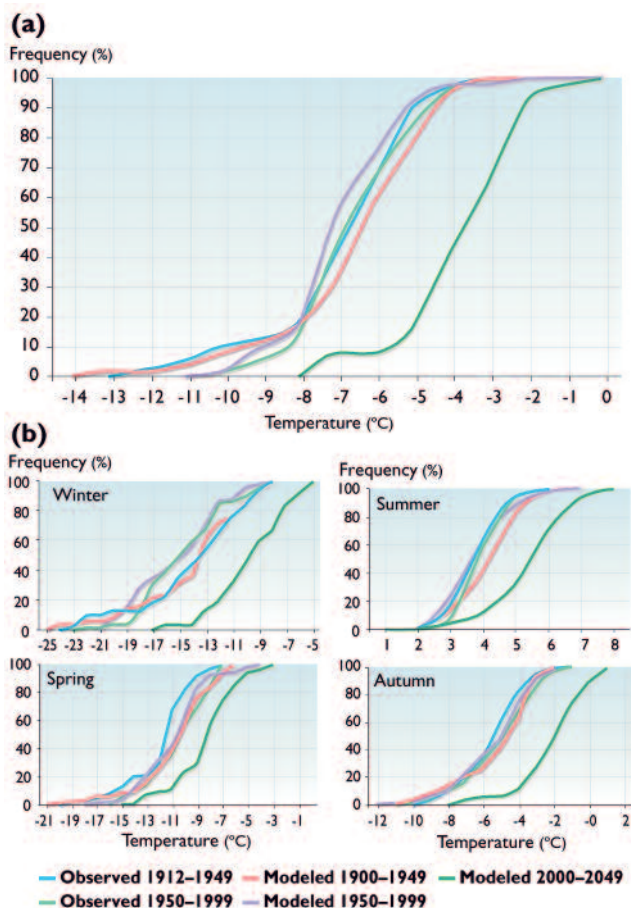 (a)
Frequency (%)
100
90
80
70
60
50
40
30
20
10
0
-14 -13 -12 -11 -10 -9 -8 -7 -6 -5 -4 -3 -2 -1 0
Temperature (ºC)
(b)
Frequency (%)
100
80
60
40
20
0
Winter
-25 -23 -21 -19 -17 -15 -13 -11 -9 -7 -5
Frequency (%)
100
80
60
40
20
0
Summer
1 2 3 4 5 6 7 8
100
80
60
40
20
0
Spring
-21 -19 -17 -15 -13 -11 -9 -7 -5 -3 -1
Temperature (ºC)
100
80
60
40
20
0
Autumn
-12 -10 -8 -6 -4 -2 -0 2
Temperature (ºC)
Observed 1912–1949 Modeled 1900–1949 Modeled 2000–2049
Observed 1950–1999 Modeled 1950–1999